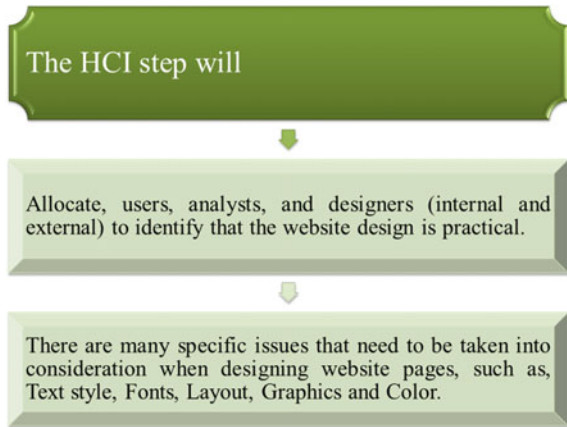 The HCI step will
Allocate, users, analysts, and designers (internal and
external) to identify that the website design is practical.
There are many specific issues that need to be taken into
consideration when designing website pages, such as,
Text style, Fonts, Layout, Graphics and Color.